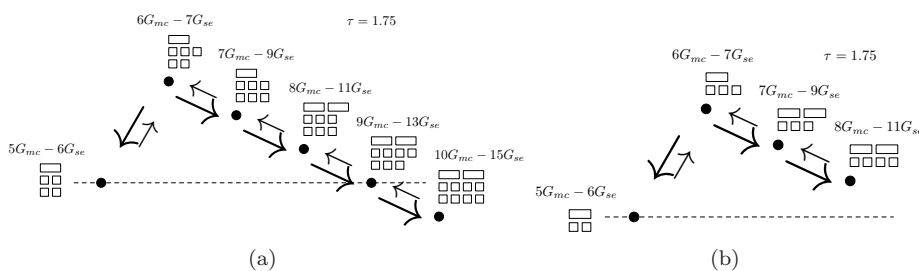 6G_{mc} − 7G_{se}
τ = 1.75
7G_{mc} − 9G_{se}
8G_{mc} − 11G_{se}
9G_{mc} − 13G_{se}
5G_{mc} − 6G_{se}
10G_{mc} − 15G_{se}
(a)
6G_{mc} − 7G_{se}
τ = 1.75
7G_{mc} − 9G_{se}
8G_{mc} − 11G_{se}
5G_{mc} − 6G_{se}
(b)